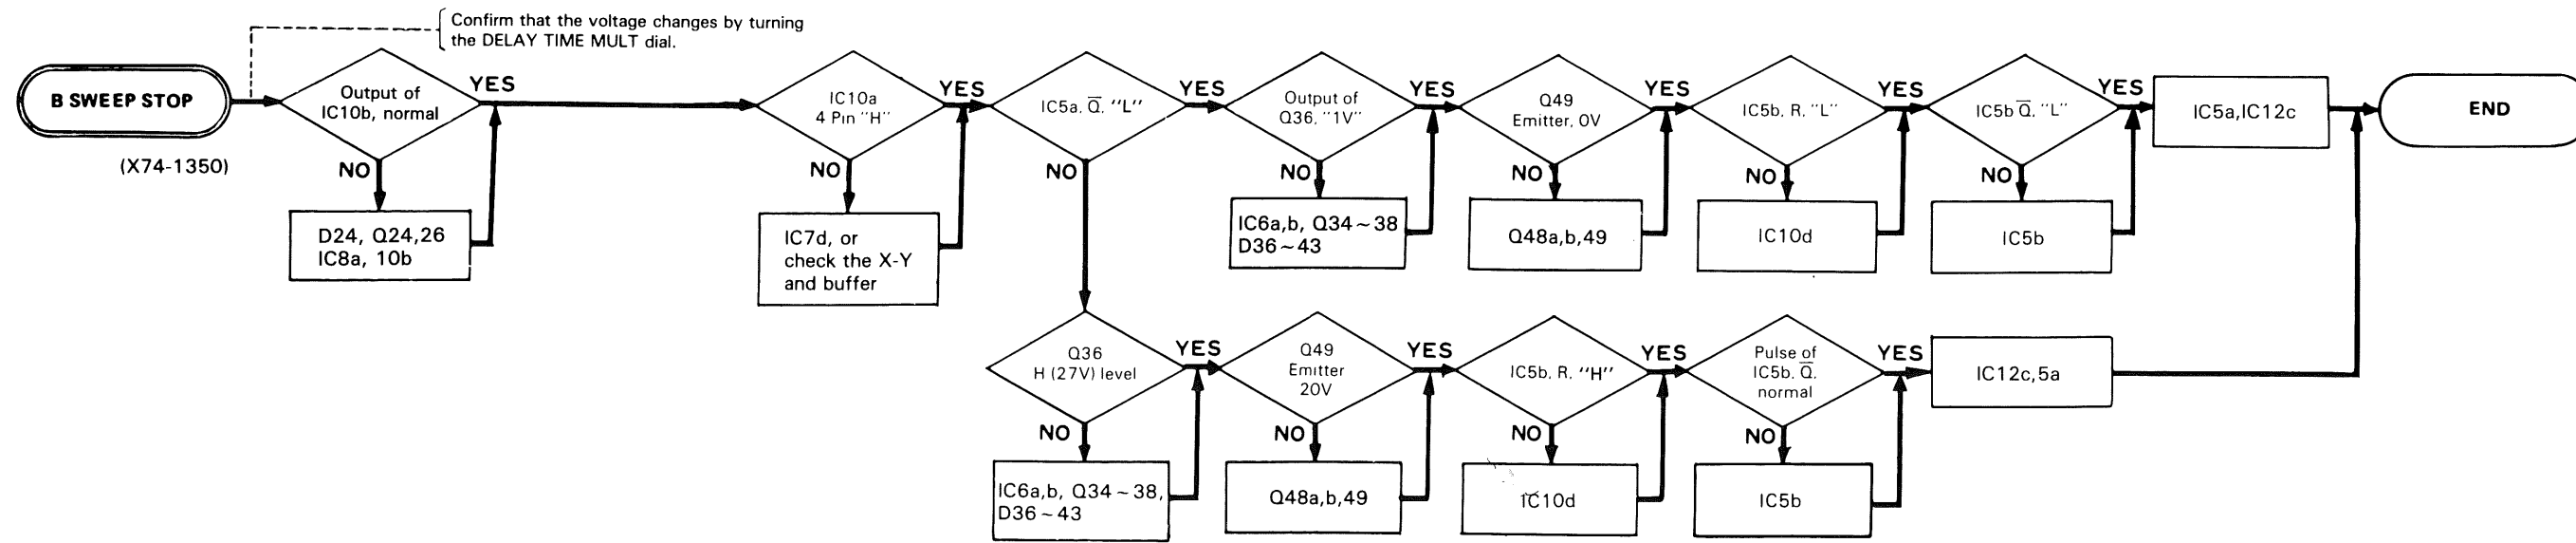 Confirm that the voltage changes by turning
the DELAY TIME MULT dial.
B SWEEP STOP
(X74-1350)
Output of
IC10b, normal
YES
NO
D24, Q24,26
IC8a, 10b
IC10a
4 Pin "H"
YES
NO
IC7d, or
check the X-Y
and buffer
IC5a. Q̅. "L"
YES
NO
Output of
Q36. "1V"
YES
NO
IC6a,b, Q34~38
D36~43
Q49
Emitter. 0V
YES
NO
Q48a,b,49
IC5b. R. "L"
YES
NO
IC10d
IC5b Q̅. "L"
YES
NO
IC5b
IC5a,IC12c
END
Q36
H (27V) level
YES
NO
IC6a,b, Q34~38,
D36~43
Q49
Emitter
20V
YES
NO
Q48a,b,49
IC5b. R. "H"
YES
NO
IC10d
Pulse of
IC5b. Q̅.
normal
YES
NO
IC5b
IC12c,5a